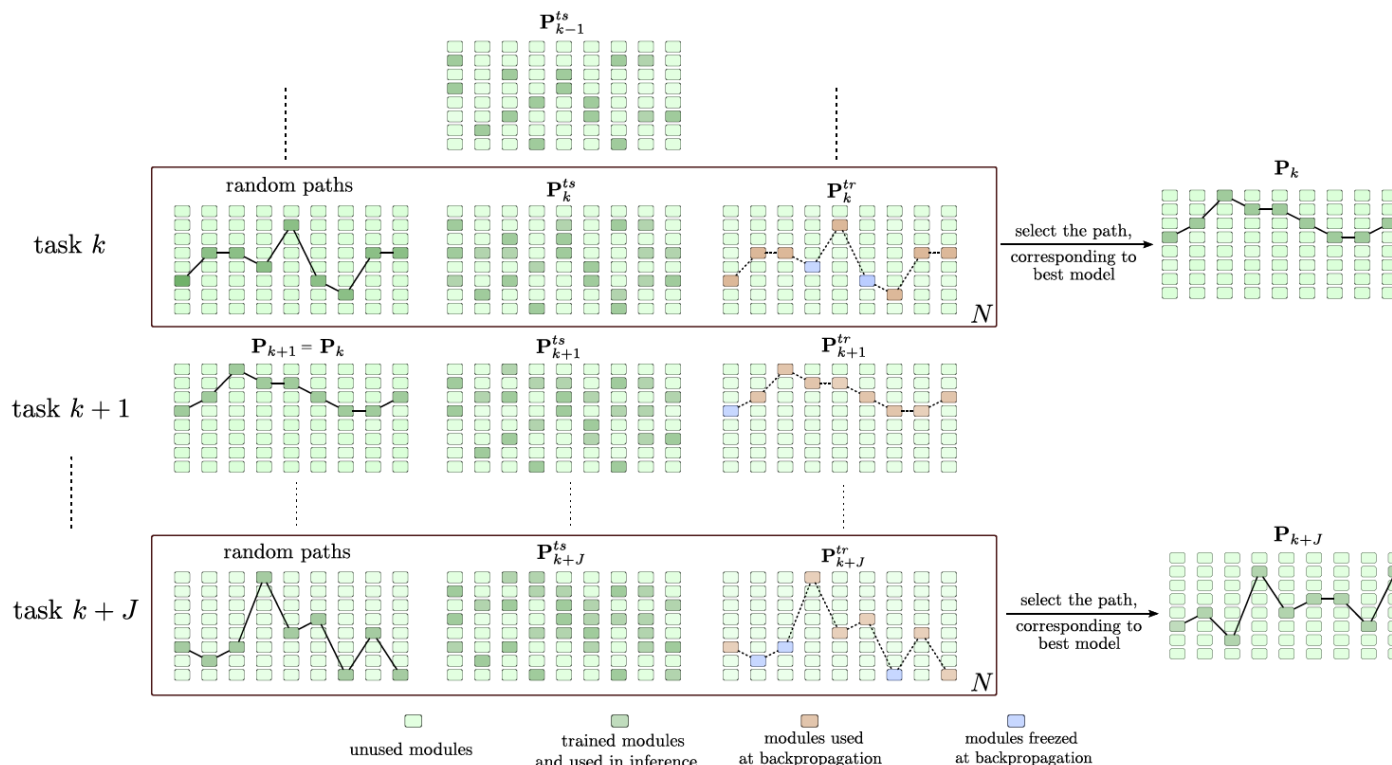 P^{ts}_{k-1}
random paths
P^{ts}_k
P^{tr}_k
P_k
task k
select the path,
corresponding to
best model
N
P_{k+1} = P_k
P^{ts}_{k+1}
P^{tr}_{k+1}
task k + 1
random paths
P^{ts}_{k+J}
P^{tr}_{k+J}
P_{k+J}
task k + J
select the path,
corresponding to
best model
N
unused modules
trained modules
and used in inference
modules used
at backpropagation
modules freezed
at backpropagation